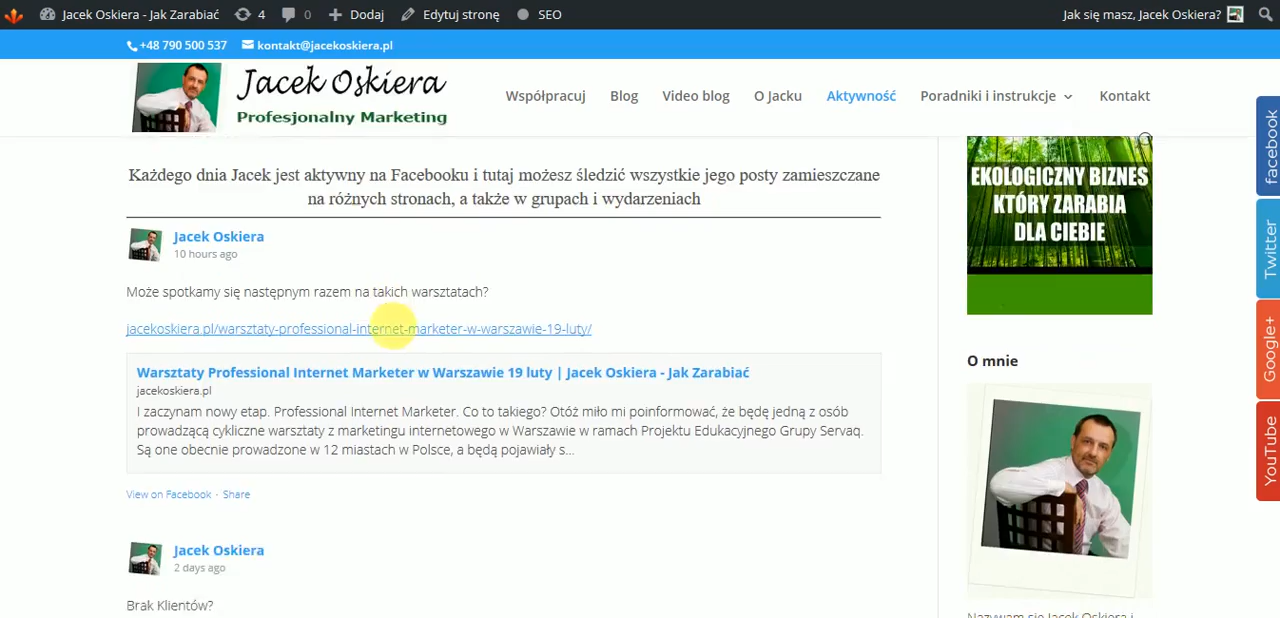 Jacek Oskiera - Jak Zarabiać 4 0 Dodaj Edytuj stronę SEO Jak się masz, Jacek Oskiera?
+48 790 500 537 kontakt@jacekoskiera.pl
Jacek Oskiera
Profesjonalny Marketing
Współpracuj Blog Video blog O Jacku Aktywność Poradniki i instrukcje Kontakt
Każdego dnia Jacek jest aktywny na Facebooku i tutaj możesz śledzić wszystkie jego posty zamieszczane
na różnych stronach, a także w grupach i wydarzeniach
Jacek Oskiera
10 hours ago
Może spotkamy się następnym razem na takich warsztatach?
jacekoskiera.pl/warsztaty-professional-internet-marketer-w-warszawie-19-luty/
Warsztaty Professional Internet Marketer w Warszawie 19 luty | Jacek Oskiera - Jak Zarabiać
jacekoskiera.pl
I zaczynam nowy etap. Professional Internet Marketer. Co to takiego? Otóż miło mi poinformować, że będę jedną z osób
prowadzącą cykliczne warsztaty z marketingu internetowego w Warszawie w ramach Projektu Edukacyjnego Grupy Servaq.
Są one obecnie prowadzone w 12 miastach w Polsce, a będą pojawiały s...
View on Facebook · Share
Jacek Oskiera
2 days ago
Brak Klientów?
EKOLOGICZNY BIZNES
KTÓRY ZARABIA
DLA CIEBIE
O mnie
Nazywam się Jacek Oskiera i
facebook
Twitter
Google+
YouTube